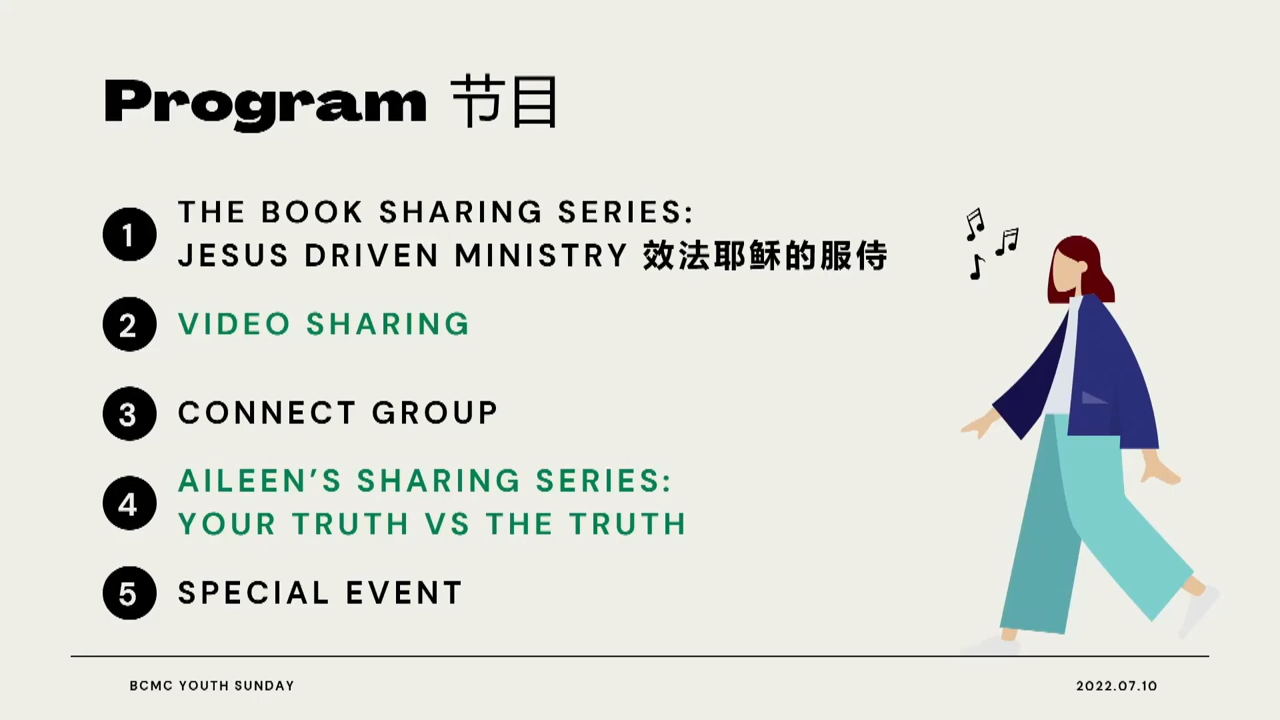 Program 节目
1 THE BOOK SHARING SERIES:
JESUS DRIVEN MINISTRY 效法耶稣的服侍
2 VIDEO SHARING
3 CONNECT GROUP
4 AILEEN’S SHARING SERIES:
YOUR TRUTH VS THE TRUTH
5 SPECIAL EVENT
BCMC YOUTH SUNDAY
2022.07.10